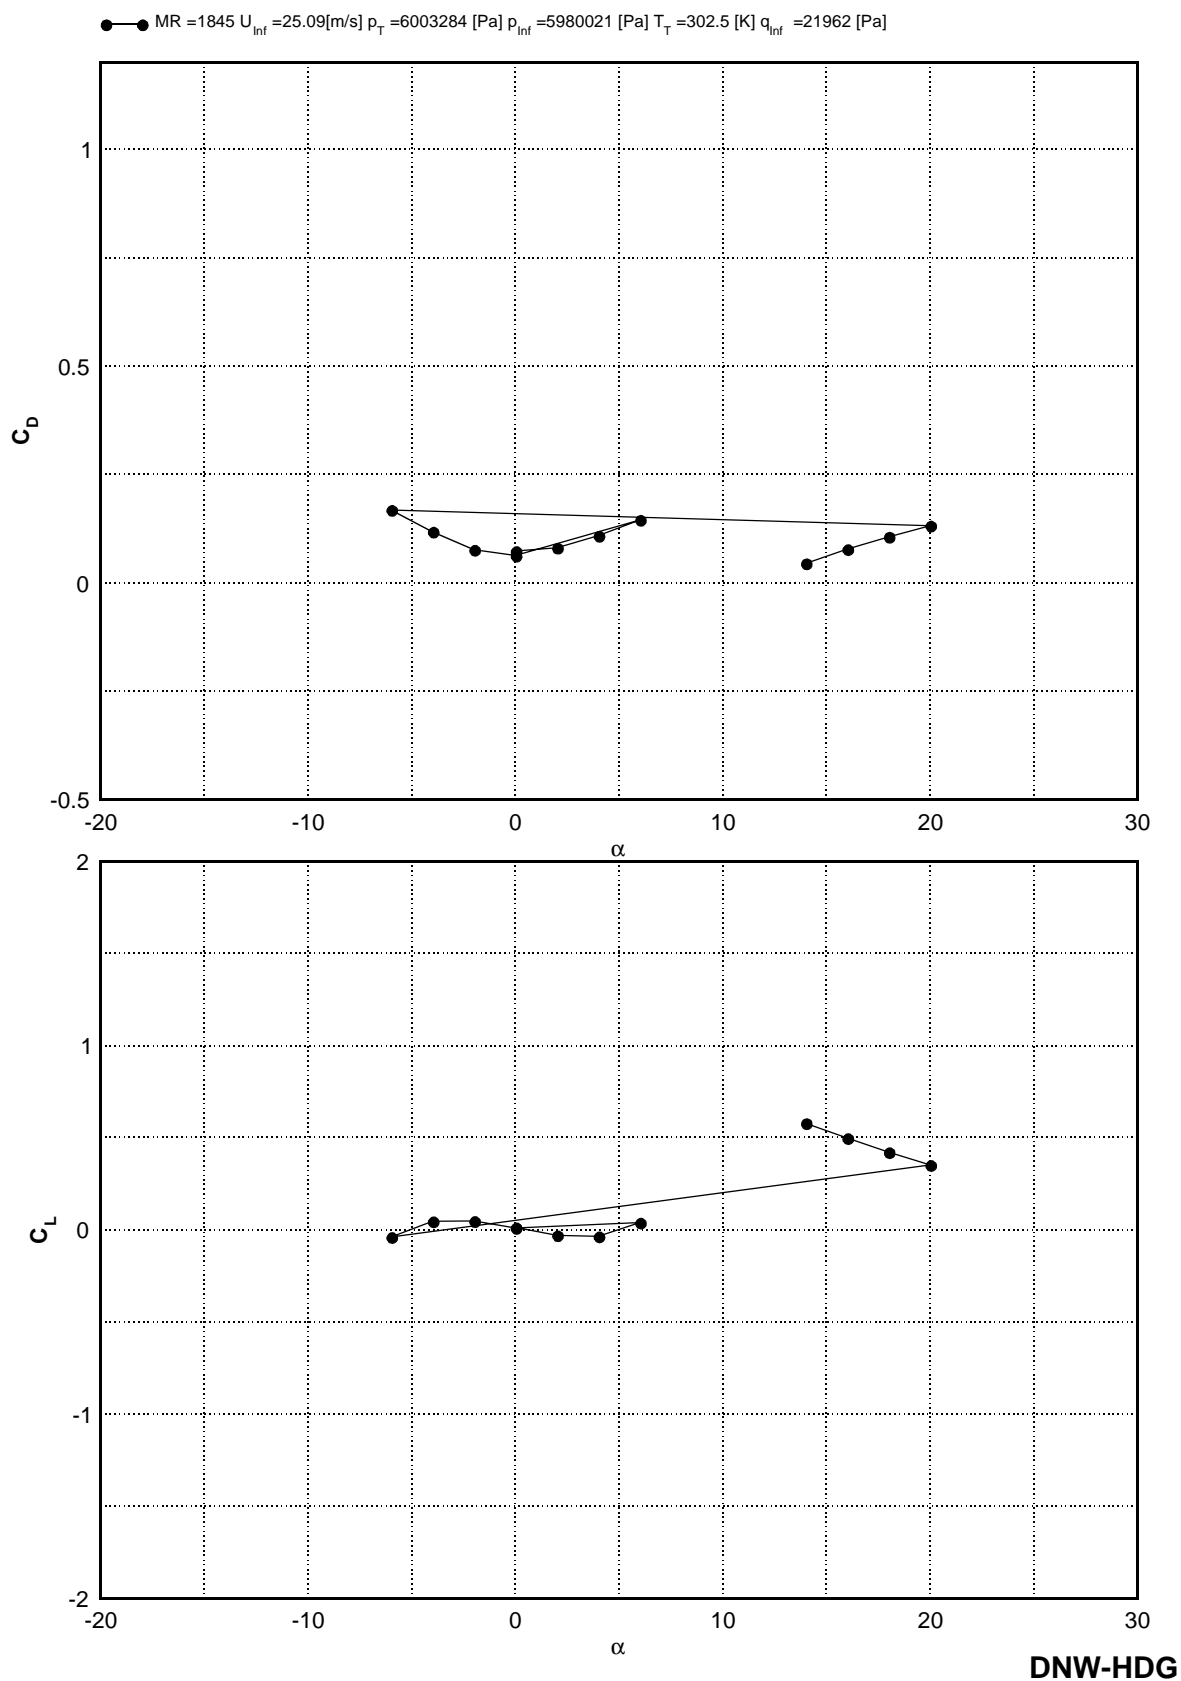 MR =1845 U_Inf =25.09[m/s] p_T =6003284 [Pa] p_Inf =5980021 [Pa] T_T =302.5 [K] q_Inf =21962 [Pa]
1
0.5
C_D
0
-0.5
-20 -10 0 10 20 30
α
2
1
C_L
0
-1
-2
-20 -10 0 10 20 30
α
DNW-HDG